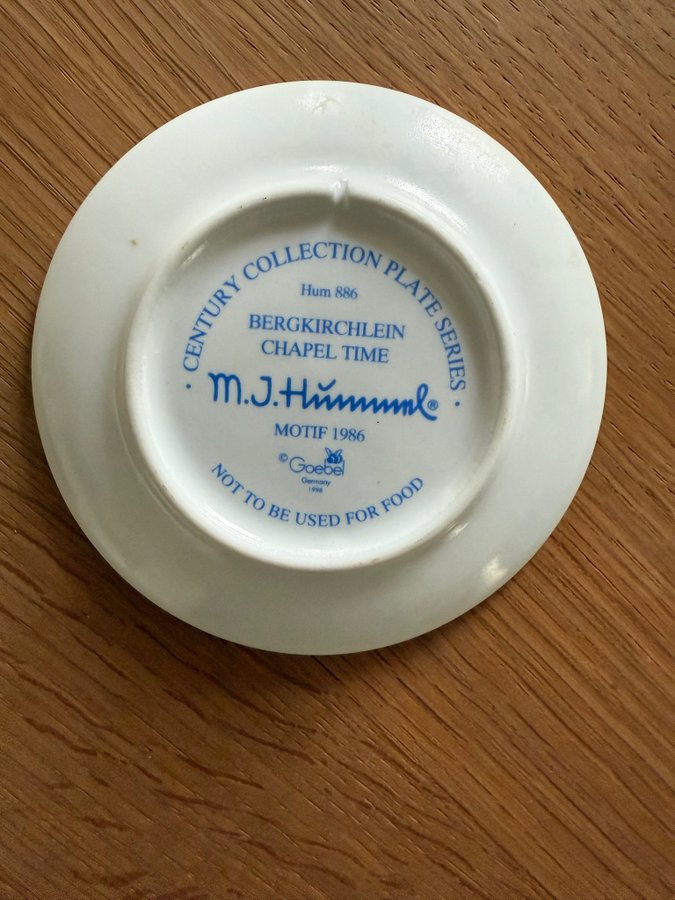 · CENTURY COLLECTION PLATE SERIES ·
Hum 886
BERGKIRCHLEIN
CHAPEL TIME
M.J.Hummel®
MOTIF 1986
© Goebel
Germany
1998
NOT TO BE USED FOR FOOD